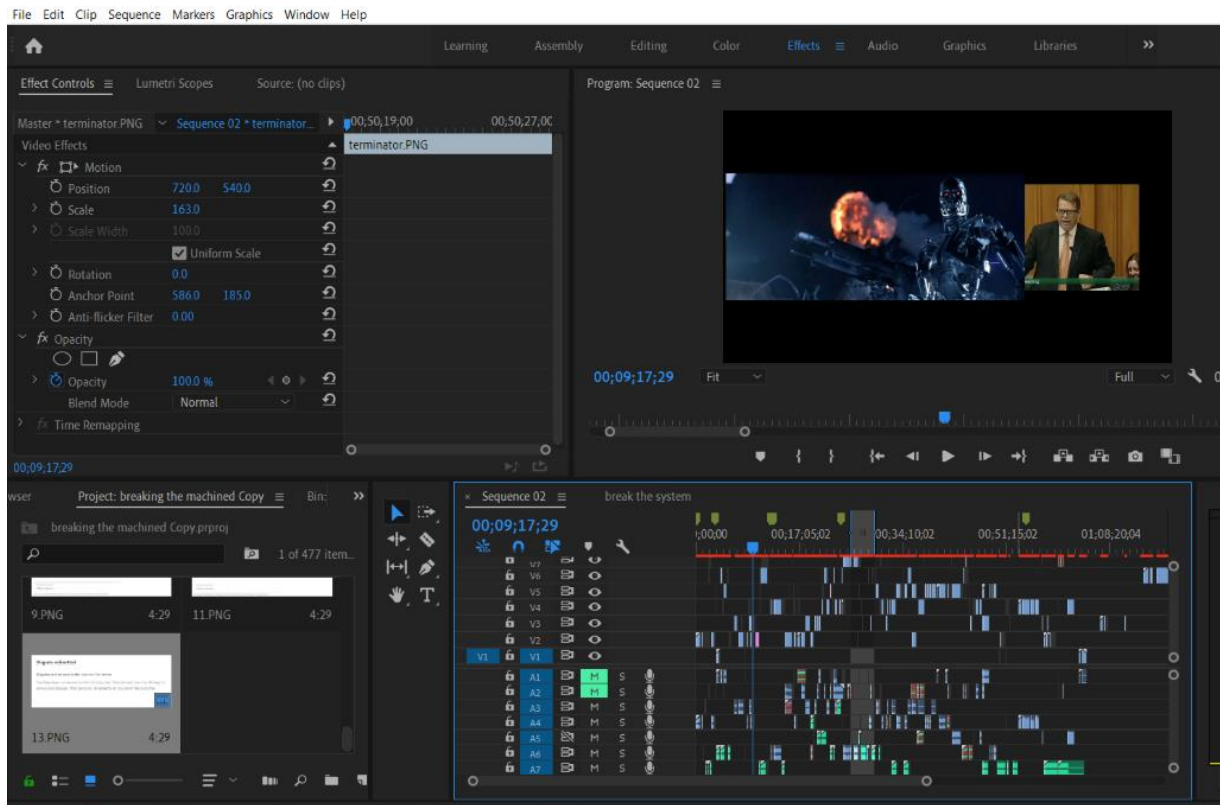 File Edit Clip Sequence Markers Graphics Window Help
Learning Assembly Editing Color Effects Audio Graphics Libraries
Effect Controls Lumetri Scopes Source: (no clips)
Program: Sequence 02
Master * terminator.PNG Sequence 02 * terminator... 00;50;19;00 00;50;27;0
Video Effects terminator.PNG
fx Motion
Position 720.0 540.0
Scale 163.0
Scale Width 100.0
Uniform Scale
Rotation 0.0
Anchor Point 586.0 185.0
Anti-flicker Filter 0.00
fx Opacity
Opacity 100.0 %
Blend Mode Normal
fx Time Remapping
00;09;17;29
00;09;17;29 Fit Full
wser Project: breaking the machined Copy Bin:
breaking the machined Copy.prproj
1 of 477 item...
9.PNG 4:29 11.PNG 4:29
13.PNG 4:29
× Sequence 02 break the system
00;09;17;29
;00;00 00;17;05;02 00;34;10;02 00;51;15;02 01;08;20;04
V7
V6
V5
V4
V3
V2
V1 V1
A1 M S
A2 M S
A3 M S
A4 M S
A5 M S
A6 M S
A7 M S